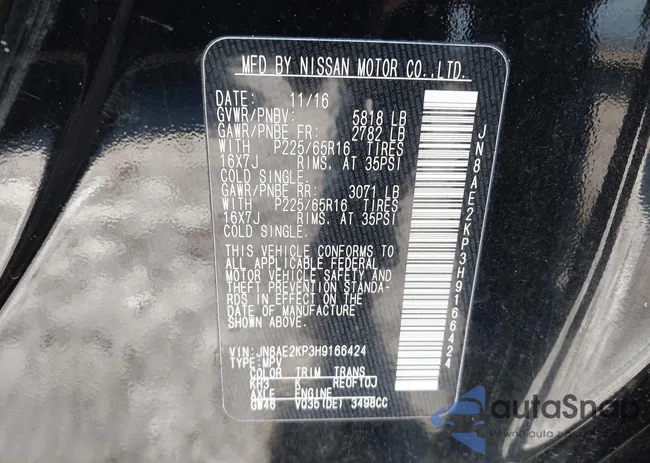 MFD BY NISSAN MOTOR CO.,LTD.
DATE: 11/16
GVWR/PNBV: 5818 LB
GAWR/PNBE FR: 2782 LB
WITH P225/65R16 TIRES
16X7J RIMS, AT 35PSI
COLD SINGLE.
GAWR/PNBE RR: 3071 LB
WITH P225/65R16 TIRES
16X7J RIMS, AT 35PSI
COLD SINGLE.
THIS VEHICLE CONFORMS TO
ALL APPLICABLE FEDERAL
MOTOR VEHICLE SAFETY AND
THEFT PREVENTION STANDA-
RDS IN EFFECT ON THE
DATE OF MANUFACTURE
SHOWN ABOVE.
VIN: JN8AE2KP3H9166424
TYPE: MPV
COLOR TRIM TRANS
KH3 K RE0F10J
AXLE ENGINE
GW46 VQ35(DE) 3498CC
JN8AE2KP3H9166424
autoSnap